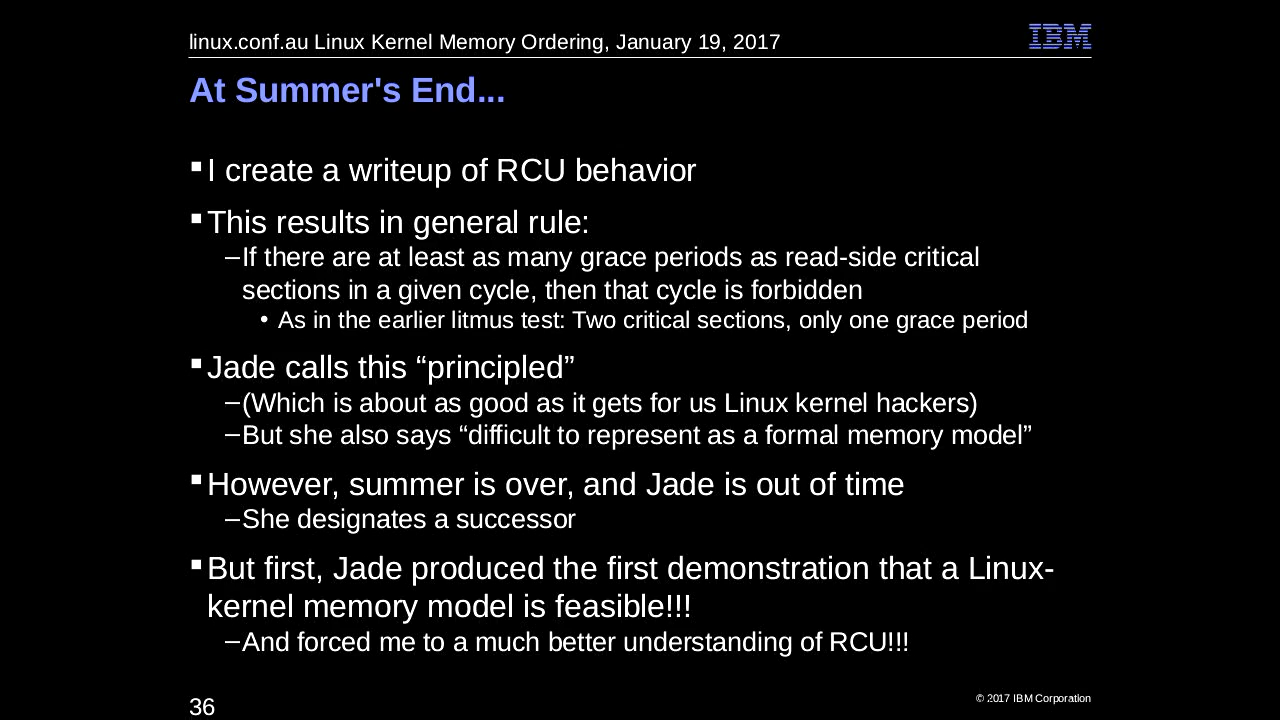 linux.conf.au Linux Kernel Memory Ordering, January 19, 2017
IBM
At Summer's End...
▪I create a writeup of RCU behavior
▪This results in general rule:
–If there are at least as many grace periods as read-side critical
sections in a given cycle, then that cycle is forbidden
• As in the earlier litmus test: Two critical sections, only one grace period
▪Jade calls this “principled”
–(Which is about as good as it gets for us Linux kernel hackers)
–But she also says “difficult to represent as a formal memory model”
▪However, summer is over, and Jade is out of time
–She designates a successor
▪But first, Jade produced the first demonstration that a Linux-
kernel memory model is feasible!!!
–And forced me to a much better understanding of RCU!!!
36
© 2017 IBM Corporation